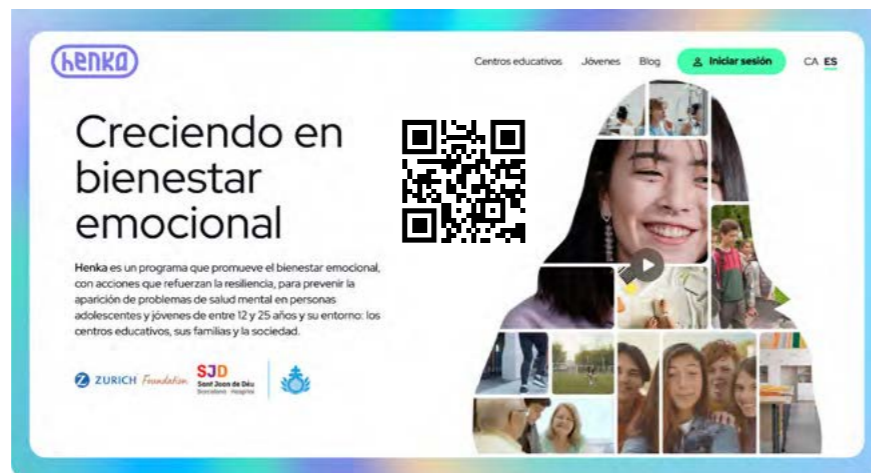 henka
Centros educativos Jóvenes Blog Iniciar sesión CA ES
Creciendo en
bienestar
emocional
Henka es un programa que promueve el bienestar emocional,
con acciones que refuerzan la resiliencia, para prevenir la
aparición de problemas de salud mental en personas
adolescentes y jóvenes de entre 12 y 25 años y su entorno: los
centros educativos, sus familias y la sociedad.
ZURICH Foundation
SJD
Sant Joan de Déu
Barcelona · Hospital